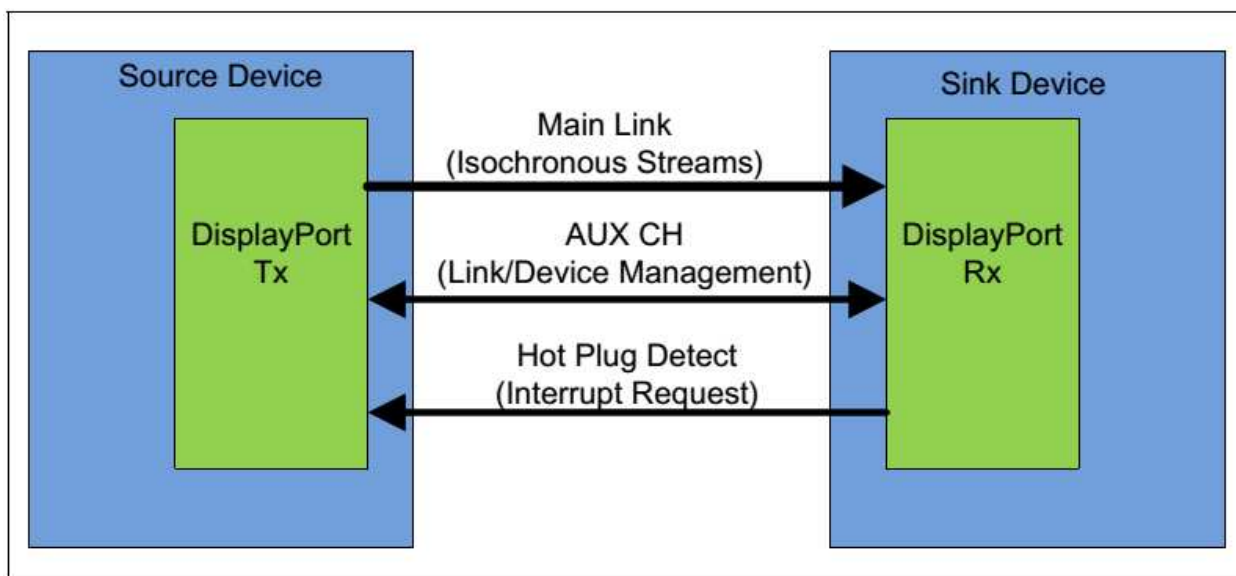 Source Device
Sink Device
Main Link
(Isochronous Streams)
DisplayPort
Tx
AUX CH
(Link/Device Management)
DisplayPort
Rx
Hot Plug Detect
(Interrupt Request)